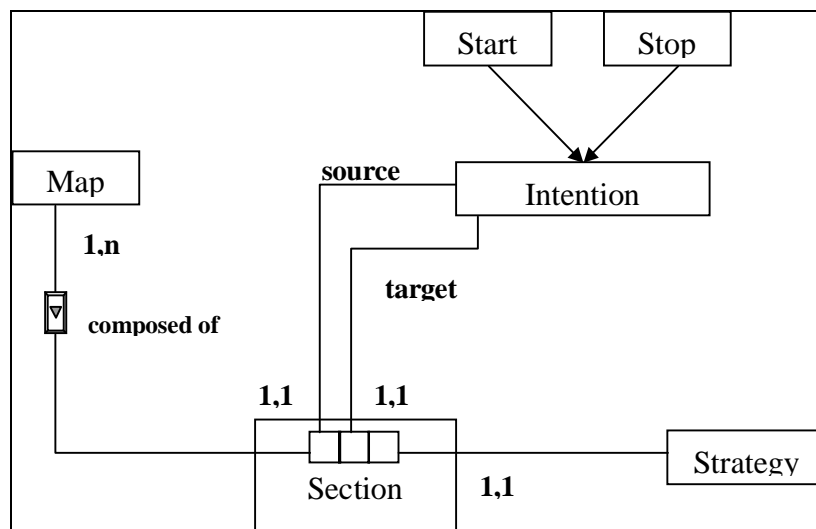 Start
Stop
Map
source
Intention
1,n
target
composed of
1,1
1,1
Section
1,1
Strategy